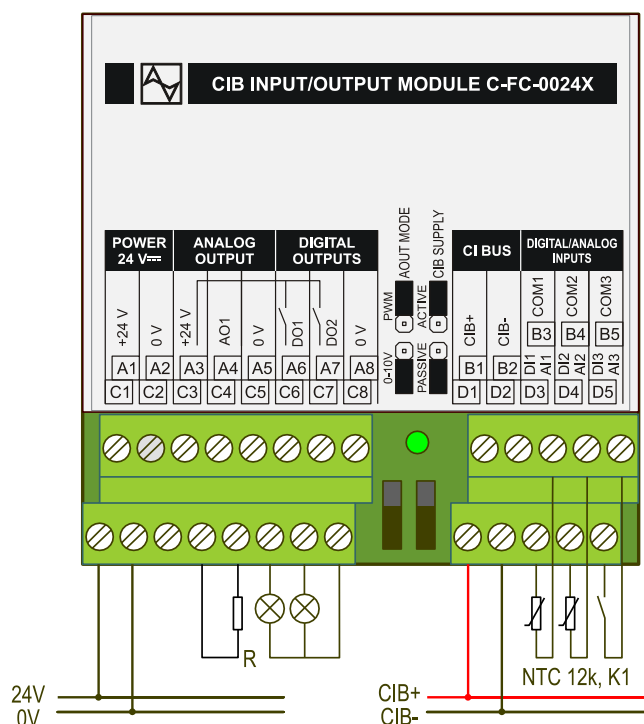 CIB INPUT/OUTPUT MODULE C-FC-0024X
POWER 24 V
ANALOG OUTPUT
DIGITAL OUTPUTS
AOUT MODE
CIB SUPPLY
CI BUS
DIGITAL/ANALOG INPUTS
+24 V
0 V
+24 V
AO1
0 V
DO1
DO2
0 V
PWM
ACTIVE
0-10V
PASSIVE
CIB+
CIB-
COM1
COM2
COM3
B3
B4
B5
DI1
AI1
DI2
AI2
DI3
AI3
A1 A2 A3 A4 A5 A6 A7 A8
B1 B2
C1 C2 C3 C4 C5 C6 C7 C8
D1 D2 D3 D4 D5
R
NTC 12k, K1
24V
0V
CIB+
CIB-